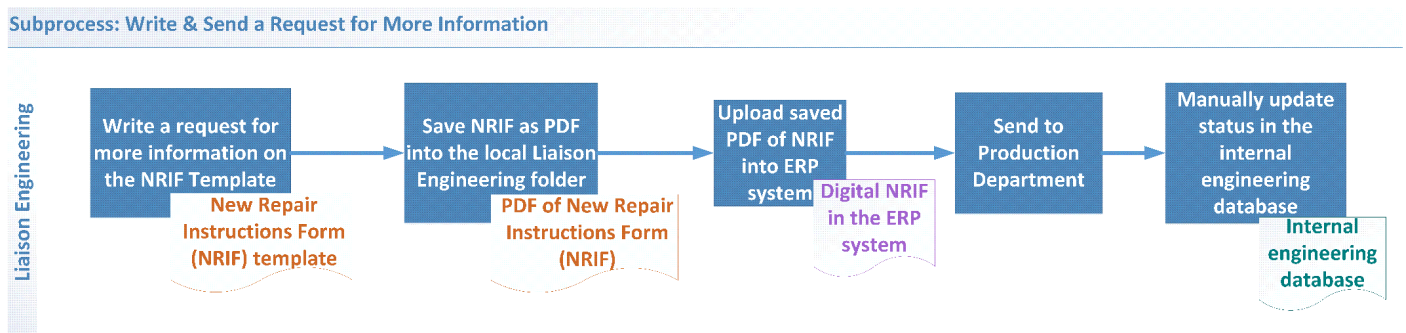 Subprocess: Write & Send a Request for More Information
Liaison Engineering
Write a request for
more information on
the NRIF Template
New Repair
Instructions Form
(NRIF) template
Save NRIF as PDF
into the local Liaison
Engineering folder
PDF of New Repair
Instructions Form
(NRIF)
Upload saved
PDF of NRIF
into ERP
system
Digital NRIF
in the ERP
system
Send to
Production
Department
Manually update
status in the
internal
engineering
database
Internal
engineering
database